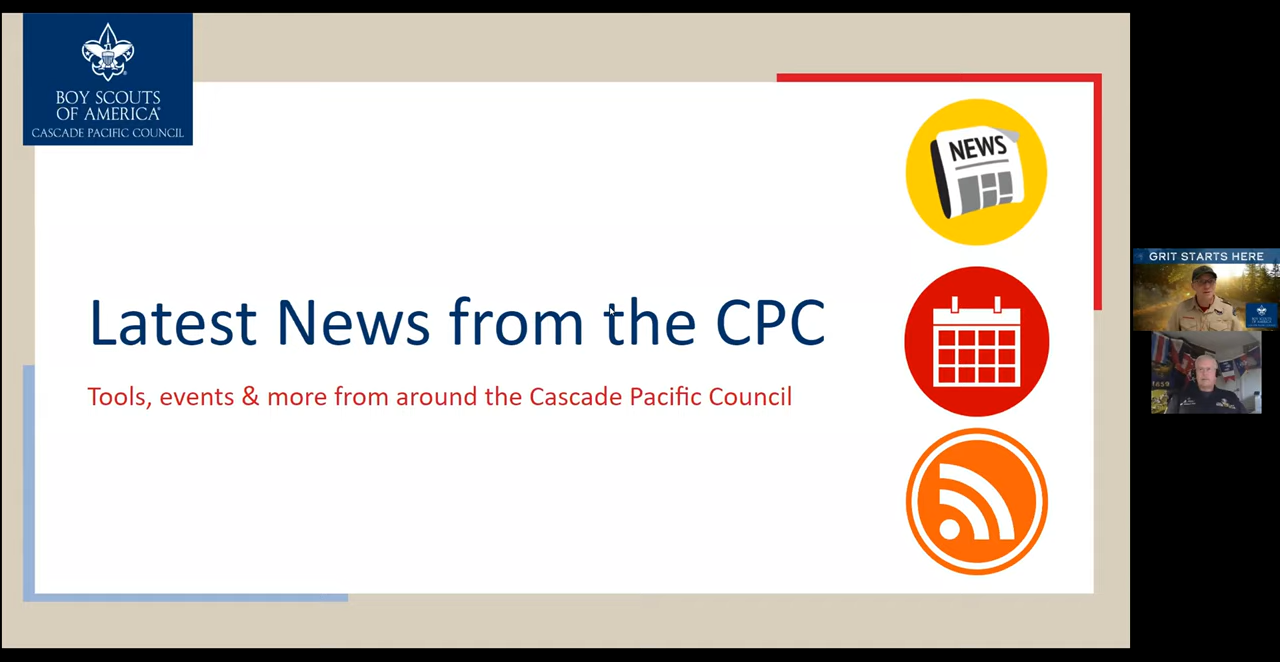 BOY SCOUTS
OF AMERICA®
CASCADE PACIFIC COUNCIL
NEWS
Latest News from the CPC
Tools, events & more from around the Cascade Pacific Council
GRIT STARTS HERE